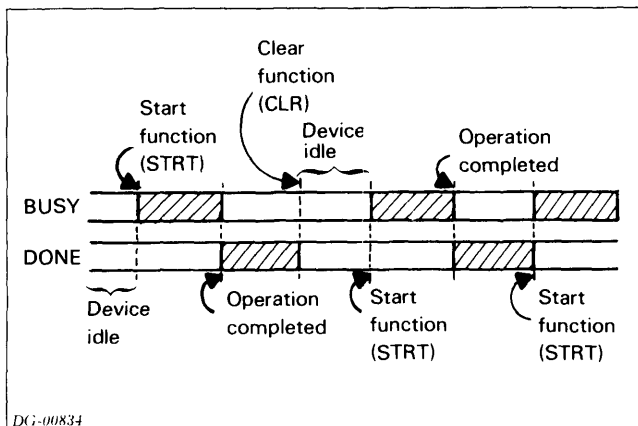 Clear
function
(CLR)
Start
function
(STRT)
Device
idle
Operation
completed
BUSY
DONE
Device
idle
Operation
completed
Start
function
(STRT)
Start
function
(STRT)
DG-00834